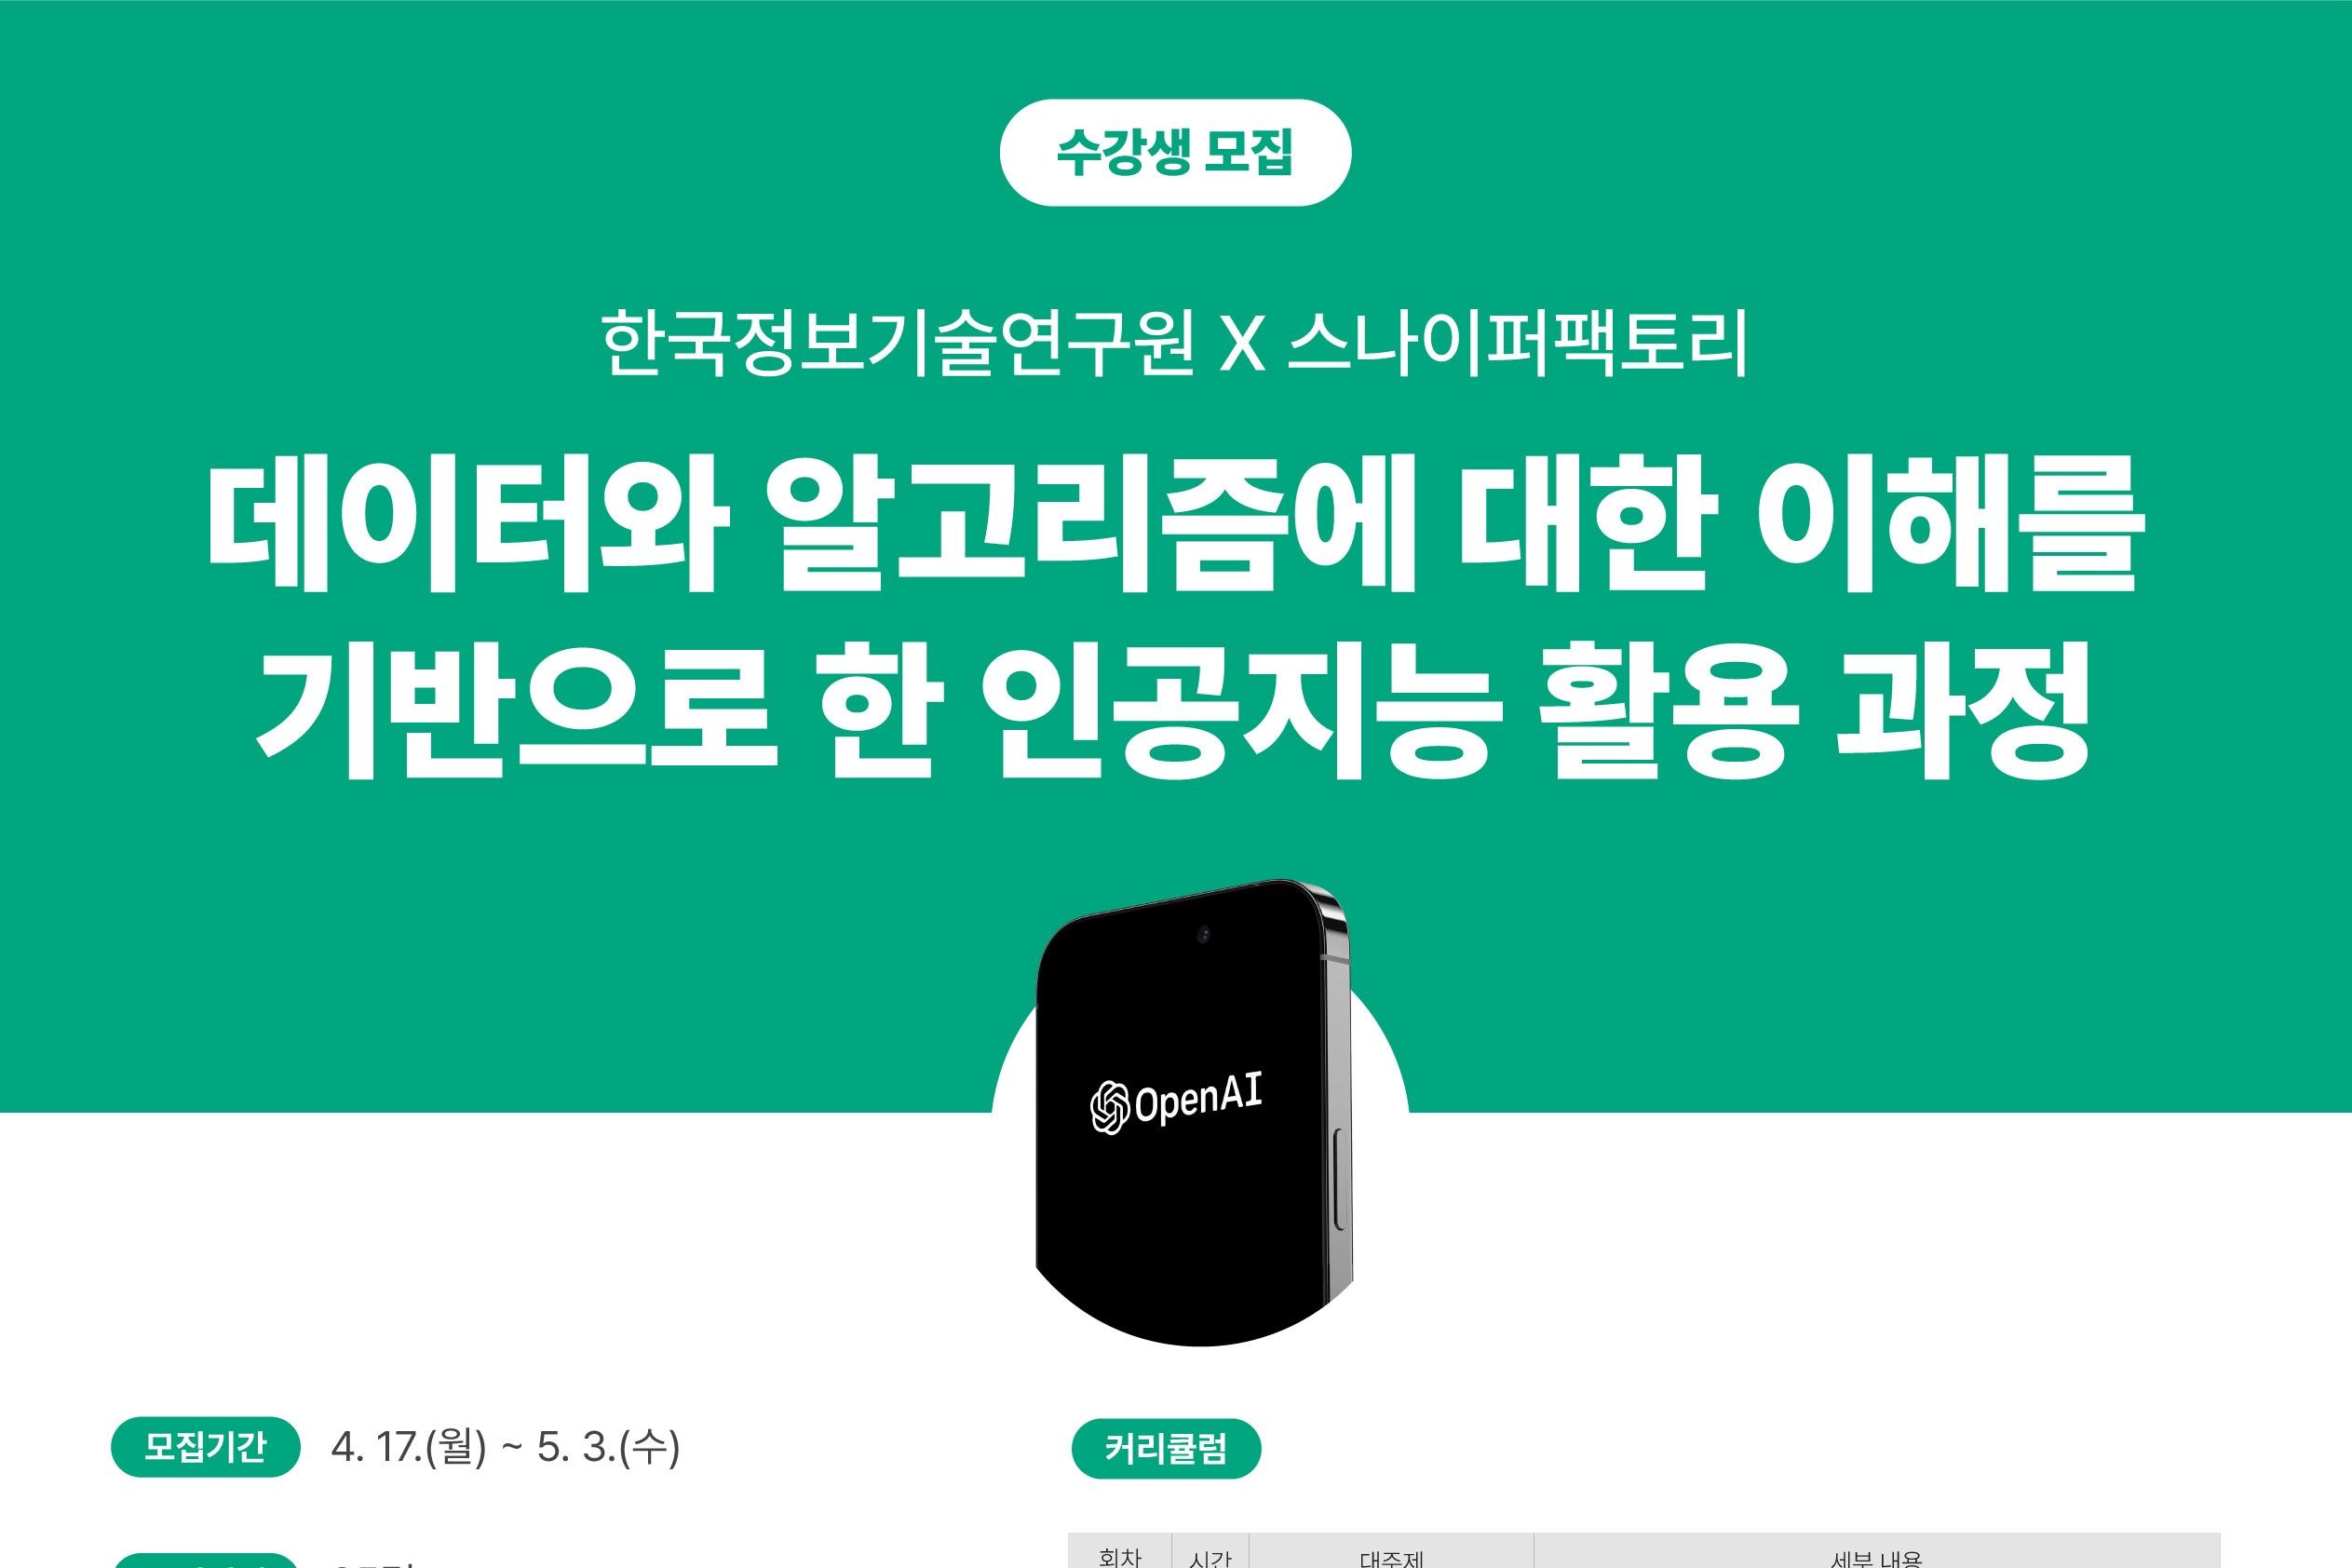 수강생 모집
한국정보기술연구원 X 스나이퍼팩토리
데이터와 알고리즘에 대한 이해를
기반으로 한 인공지능 활용 과정
OpenAI
모집기간 4. 17.(월) ~ 5. 3.(수)
커리큘럼
회차 시간 대주제 세부 내용